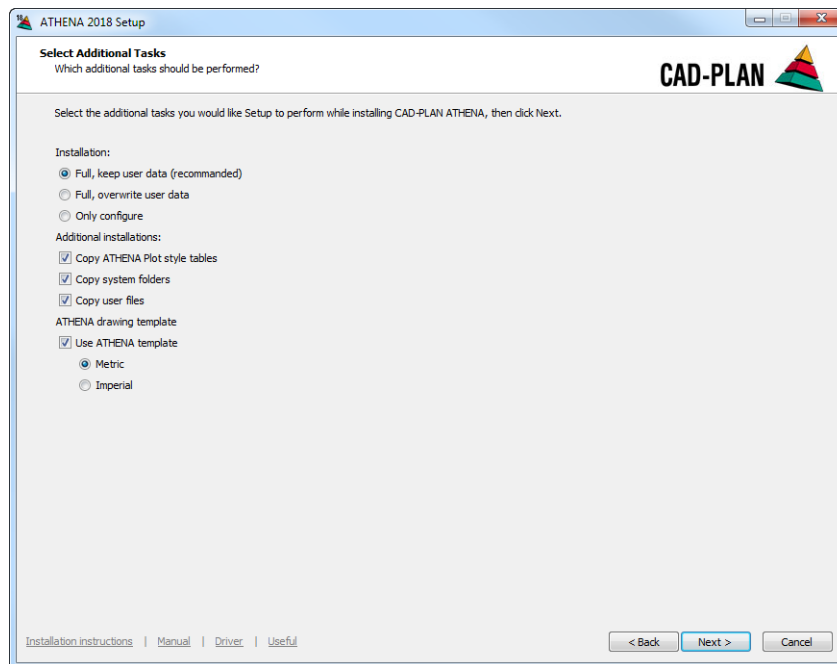 ATHENA 2018 Setup
Select Additional Tasks
Which additional tasks should be performed?
CAD-PLAN
Select the additional tasks you would like Setup to perform while installing CAD-PLAN ATHENA, then click Next.
Installation:
Full, keep user data (recommanded)
Full, overwrite user data
Only configure
Additional installations:
Copy ATHENA Plot style tables
Copy system folders
Copy user files
ATHENA drawing template
Use ATHENA template
Metric
Imperial
Installation instructions | Manual | Driver | Useful
< Back Next > Cancel